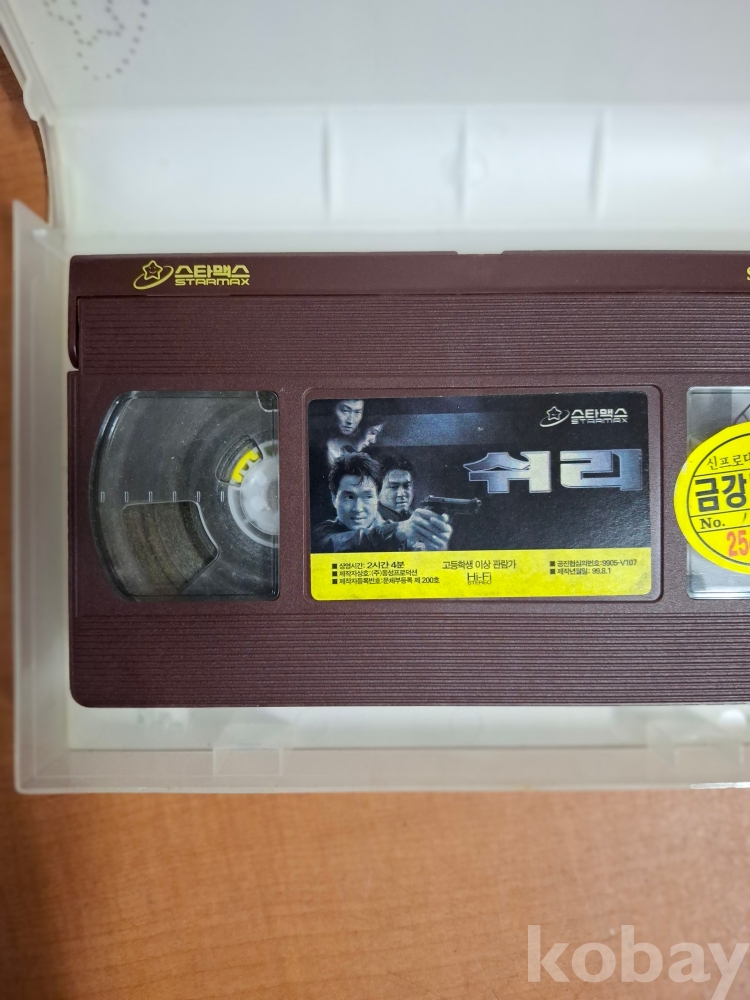 스타맥스
STARMAX
스타맥스
STARMAX
쉬리
■ 상영시간: 2시간 4분
■ 제작자상호: (주)동성프로덕션
■ 제작자등록번호: 문체부등록 제 200호
고등학생 이상 관람가
Hi-Fi
STEREO
■ 공진협심의번호: 9905-V107
■ 제작년월일: 99.8.1
신프로대
금강
No.
25
kobay